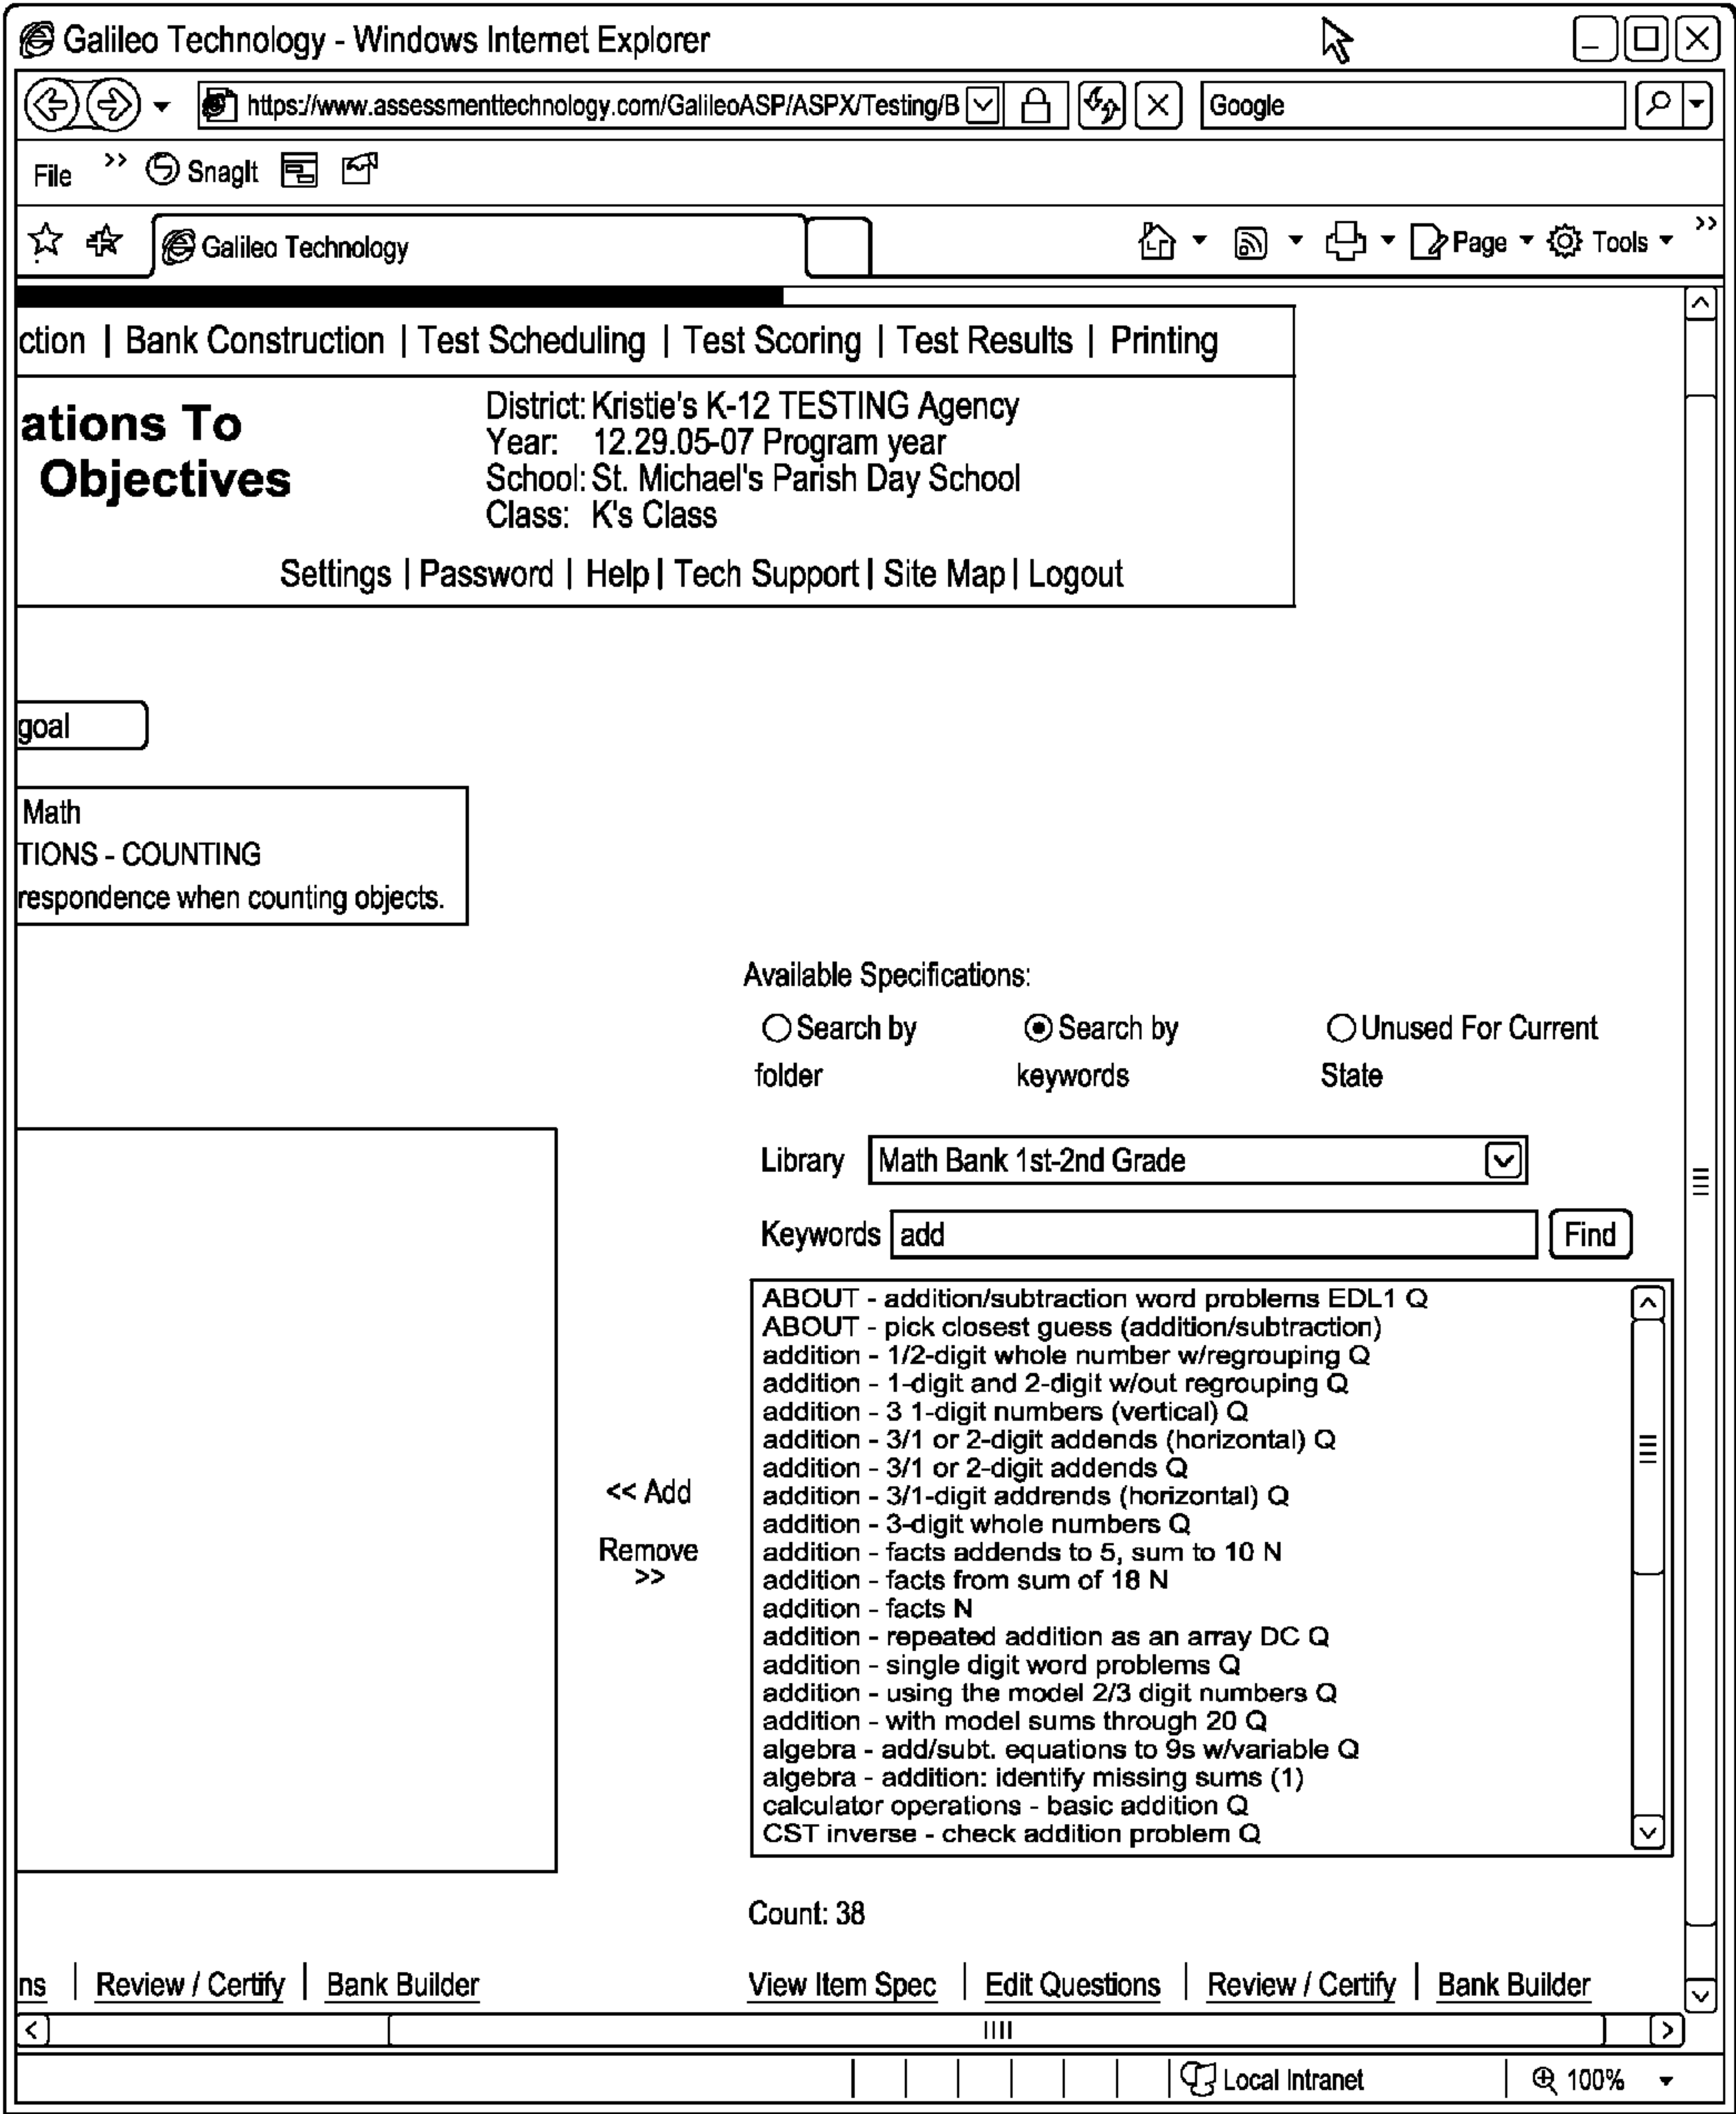 Galileo Technology - Windows Internet Explorer
https://www.assessmenttechnology.com/GalileoASP/ASPX/Testing/B
Google
File >> SnagIt
Galileo Technology
Page Tools >>
ction | Bank Construction | Test Scheduling | Test Scoring | Test Results | Printing
ations To
Objectives
District: Kristie's K-12 TESTING Agency
Year: 12.29.05-07 Program year
School: St. Michael's Parish Day School
Class: K's Class
Settings | Password | Help | Tech Support | Site Map | Logout
goal
Math
TIONS - COUNTING
respondence when counting objects.
Available Specifications:
Search by folder
Search by keywords
Unused For Current State
Library Math Bank 1st-2nd Grade
Keywords add Find
<< Add
Remove
>>
ABOUT - addition/subtraction word problems EDL1 Q
ABOUT - pick closest guess (addition/subtraction)
addition - 1/2-digit whole number w/regrouping Q
addition - 1-digit and 2-digit w/out regrouping Q
addition - 3 1-digit numbers (vertical) Q
addition - 3/1 or 2-digit addends (horizontal) Q
addition - 3/1 or 2-digit addends Q
addition - 3/1-digit addrends (horizontal) Q
addition - 3-digit whole numbers Q
addition - facts addends to 5, sum to 10 N
addition - facts from sum of 18 N
addition - facts N
addition - repeated addition as an array DC Q
addition - single digit word problems Q
addition - using the model 2/3 digit numbers Q
addition - with model sums through 20 Q
algebra - add/subt. equations to 9s w/variable Q
algebra - addition: identify missing sums (1)
calculator operations - basic addition Q
CST inverse - check addition problem Q
Count: 38
ns | Review / Certify | Bank Builder
View Item Spec | Edit Questions | Review / Certify | Bank Builder
Local Intranet
100%